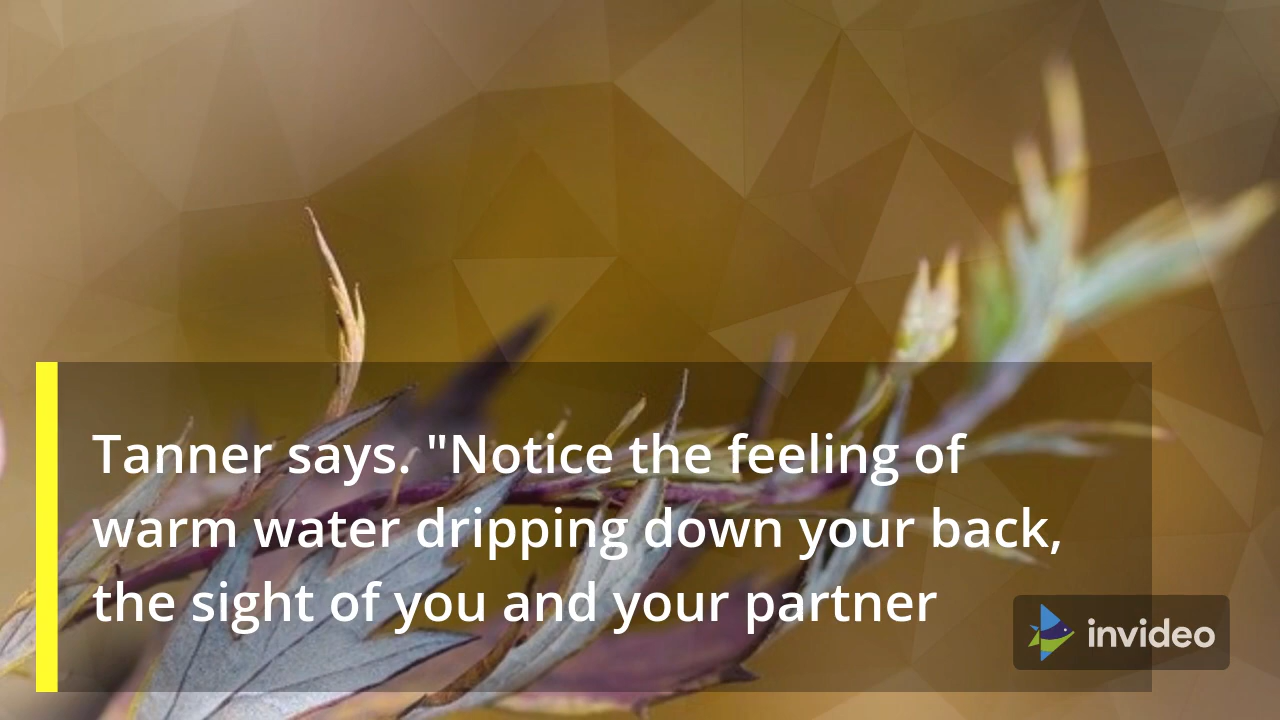 Tanner says. "Notice the feeling of
warm water dripping down your back,
the sight of you and your partner
invideo